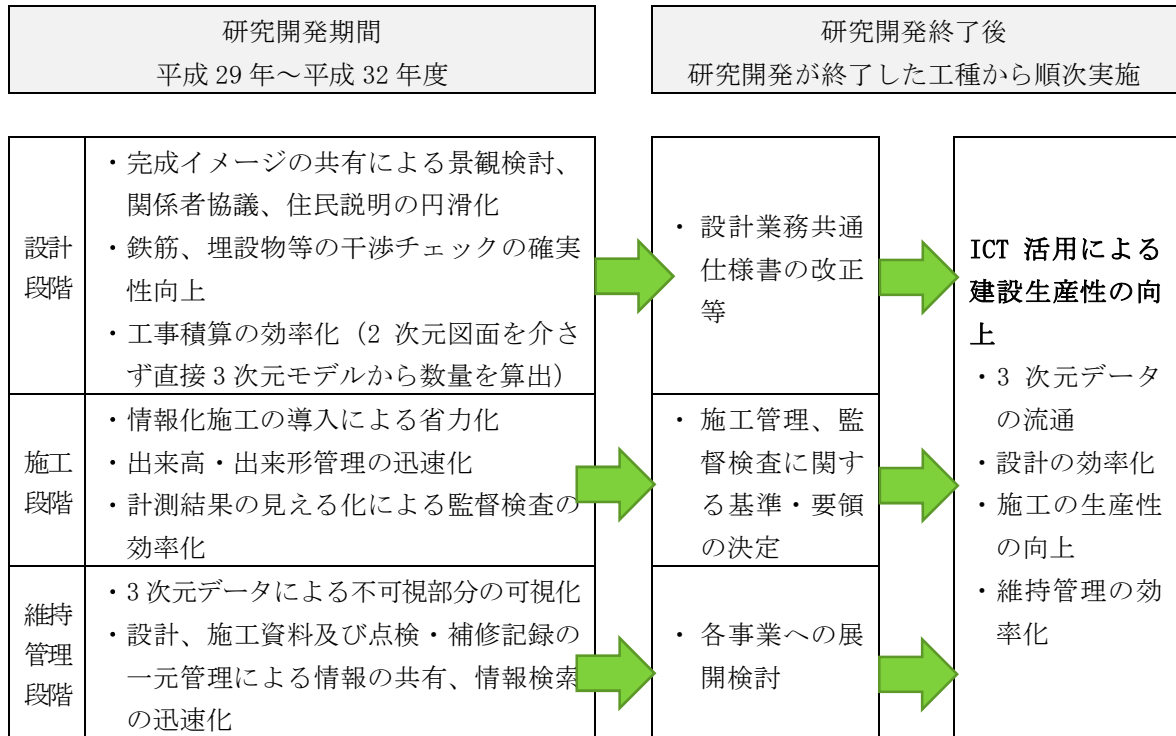 研究開発期間
平成 29 年～平成 32 年度
研究開発終了後
研究開発が終了した工種から順次実施
設計
段階
・完成イメージの共有による景観検討、
関係者協議、住民説明の円滑化
・鉄筋、埋設物等の干渉チェックの確実
性向上
・工事積算の効率化（2 次元図面を介さ
ず直接 3 次元モデルから数量を算出）
・ 設計業務共通
仕様書の改正
等
施工
段階
・情報化施工の導入による省力化
・出来高・出来形管理の迅速化
・計測結果の見える化による監督検査の
効率化
・ 施工管理、監
督検査に関す
る基準・要領
の決定
維持
管理
段階
・3 次元データによる不可視部分の可視化
・設計、施工資料及び点検・補修記録の
一元管理による情報の共有、情報検索
の迅速化
・ 各事業への展
開検討
ICT 活用による
建設生産性の向
上
・3 次元データ
の流通
・設計の効率化
・施工の生産性
の向上
・維持管理の効
率化